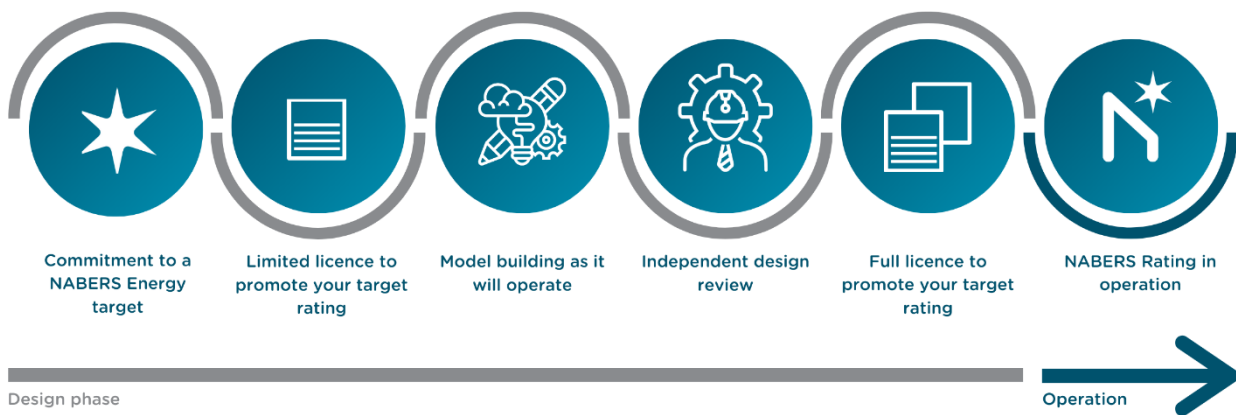 Commitment to a
NABERS Energy
target
Limited licence to
promote your target
rating
Model building as it
will operate
Independent design
review
Full licence to
promote your target
rating
NABERS Rating in
operation
Design phase
Operation